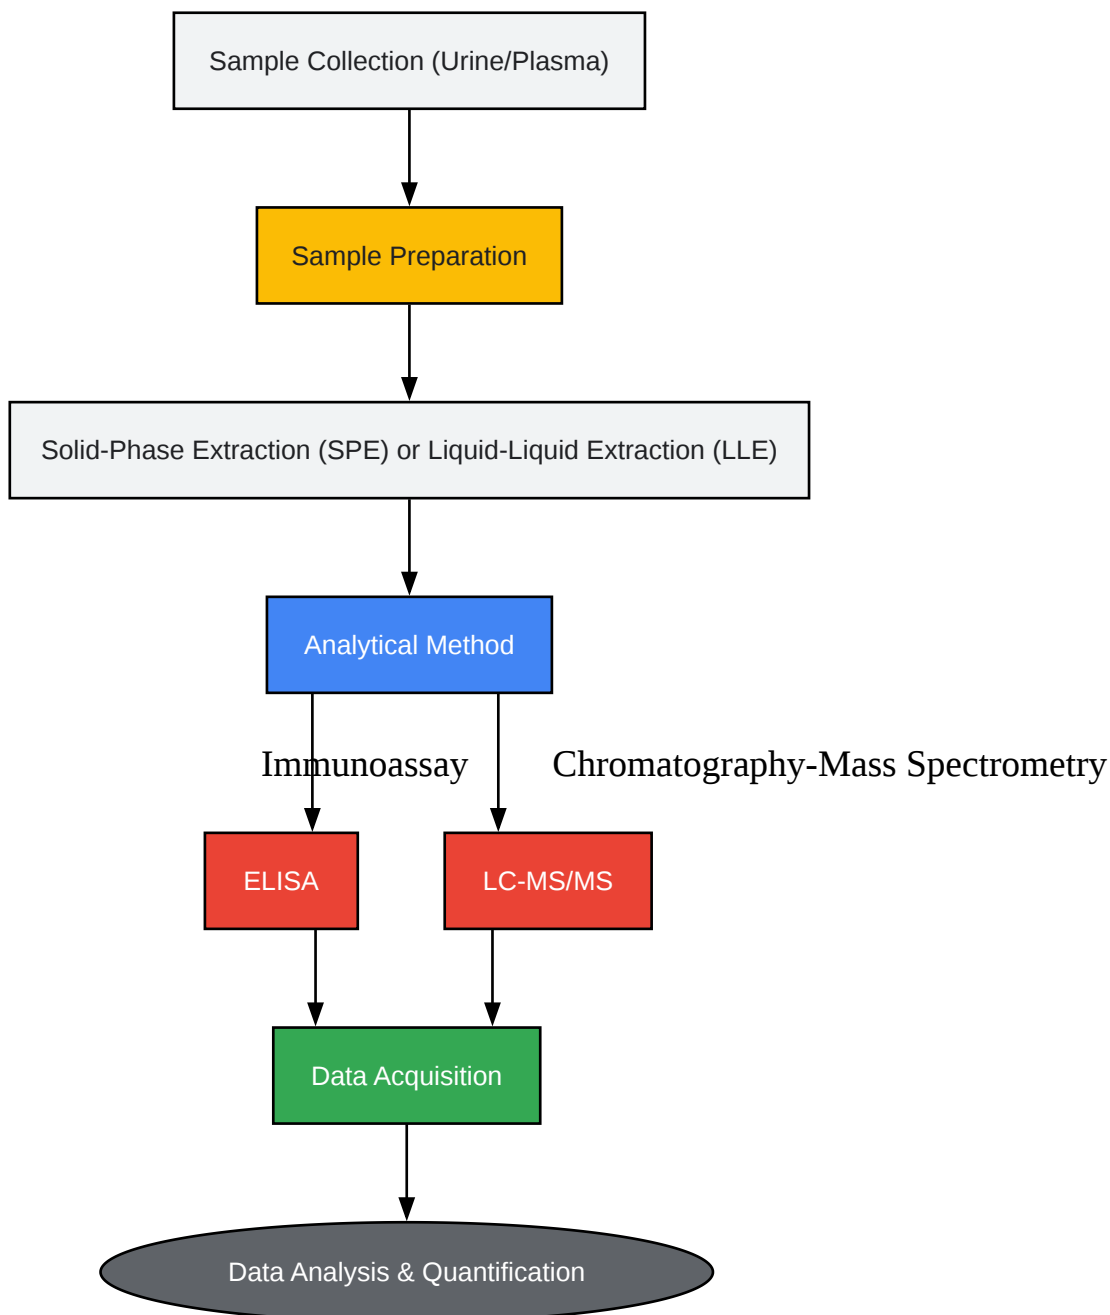 Sample Collection (Urine/Plasma)
Sample Preparation
Solid-Phase Extraction (SPE) or Liquid-Liquid Extraction (LLE)
Analytical Method
Immunoassay
Chromatography-Mass Spectrometry
ELISA
LC-MS/MS
Data Acquisition
Data Analysis & Quantification